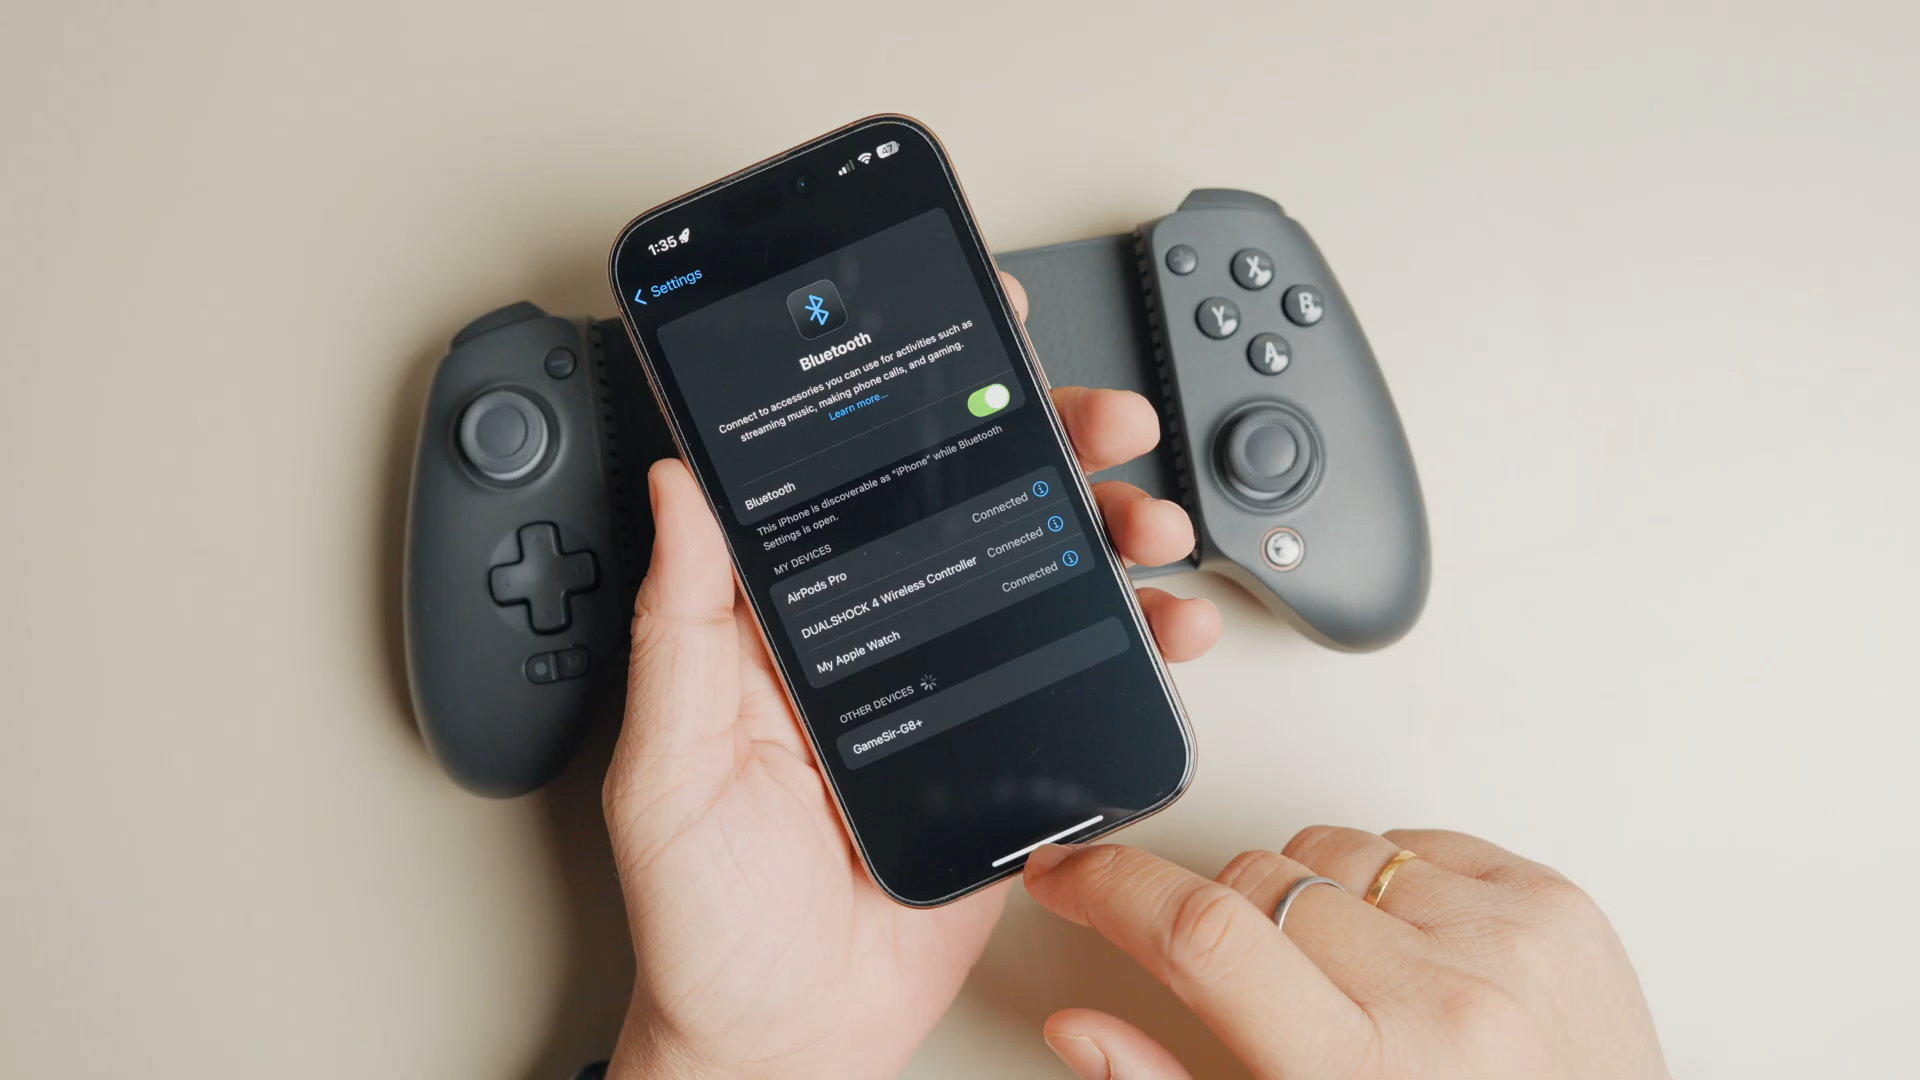 1:35
47
Settings
Bluetooth
Connect to accessories you can use for activities such as
streaming music, making phone calls, and gaming.
Learn more...
Bluetooth
This iPhone is discoverable as "iPhone" while Bluetooth
Settings is open.
MY DEVICES
AirPods Pro Connected
DUALSHOCK 4 Wireless Controller Connected
My Apple Watch Connected
OTHER DEVICES
GameSir-G8+
X
Y
B
A